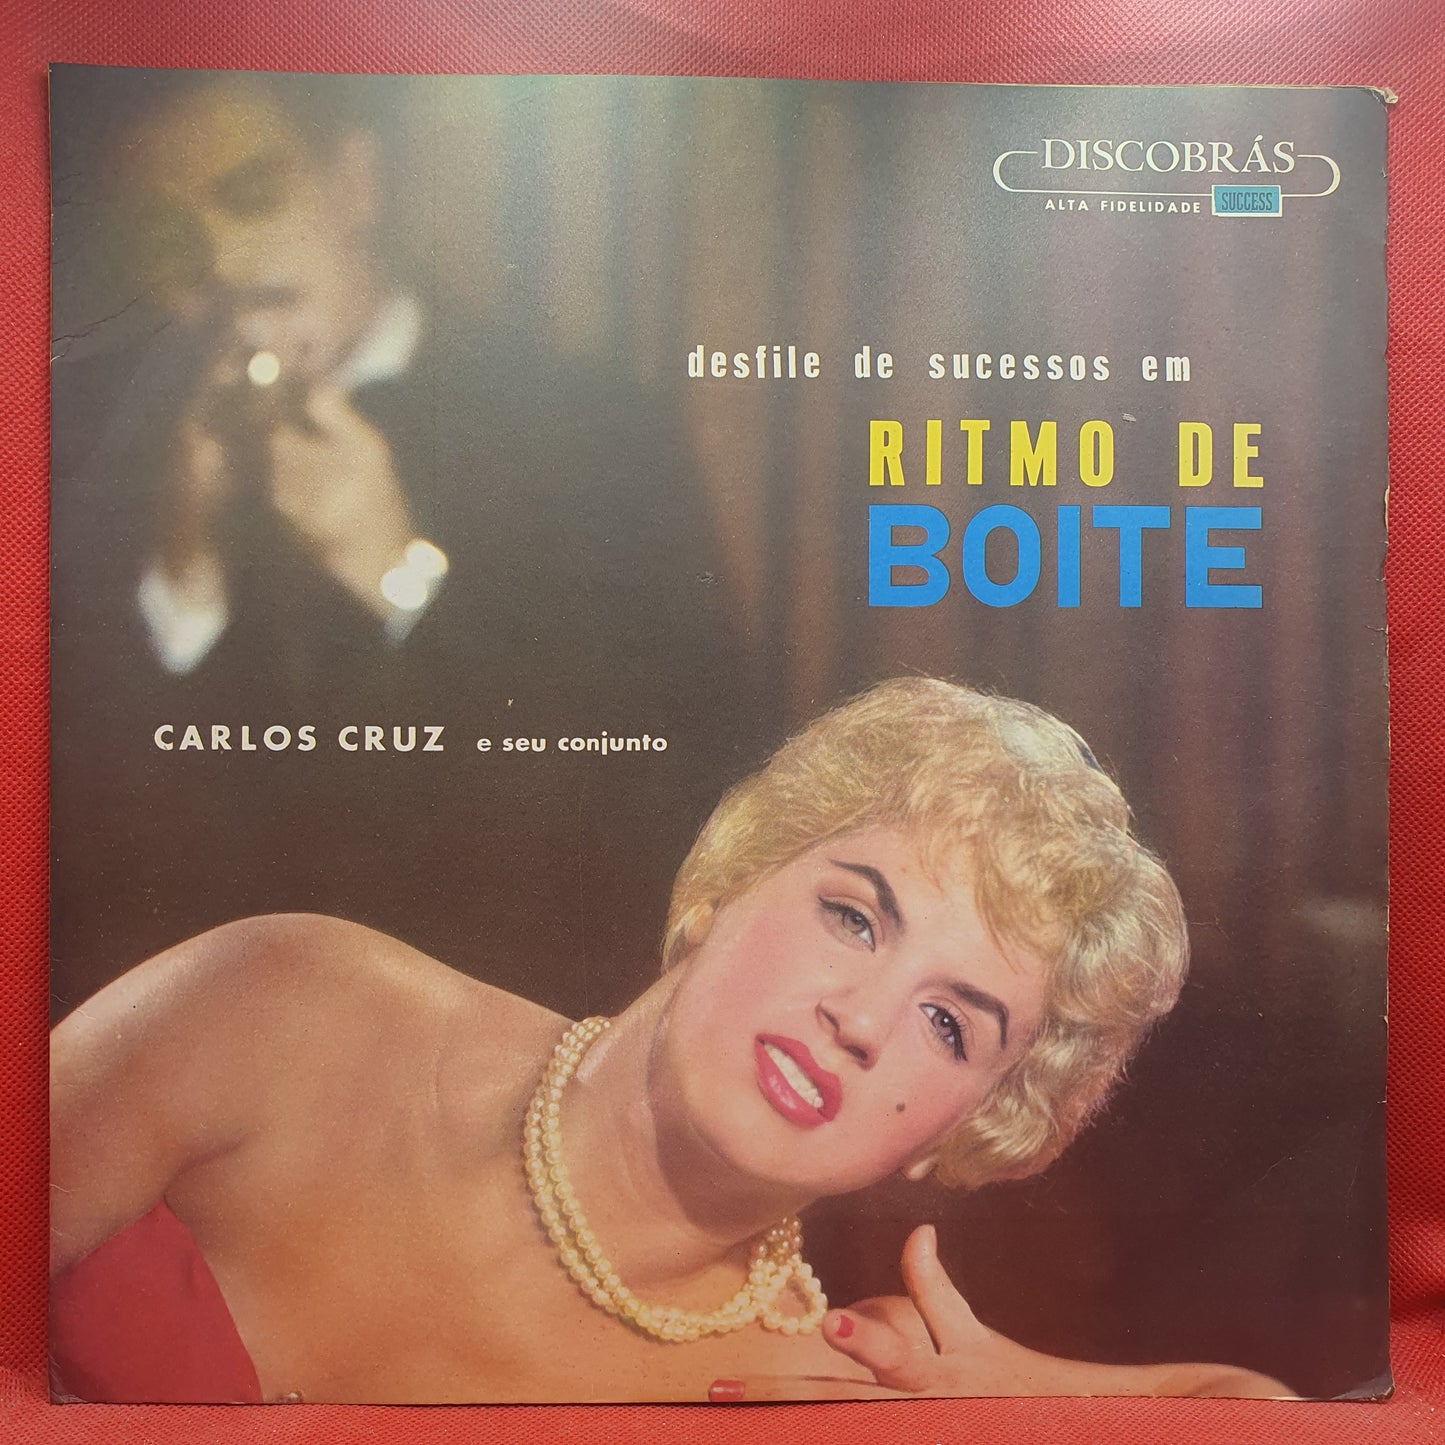 DISCOBRÁS
ALTA FIDELIDADE SUCCESS
desfile de sucessos em
RITMO DE
BOITE
CARLOS CRUZ e seu conjunto